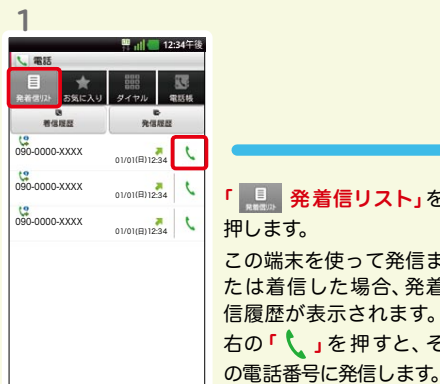 1
12:34午後
電話
発着信リスト お気に入り ダイヤル 電話帳
着信履歴 発信履歴
090-0000-XXXX
01/01(日)12:34
090-0000-XXXX
01/01(日)12:34
090-0000-XXXX
01/01(日)12:34
「発着信リスト 発着信リスト」を
押します。
この端末を使って発信ま
たは着信した場合、発着
信履歴が表示されます。
右の「 」を押すと、そ
の電話番号に発信します。